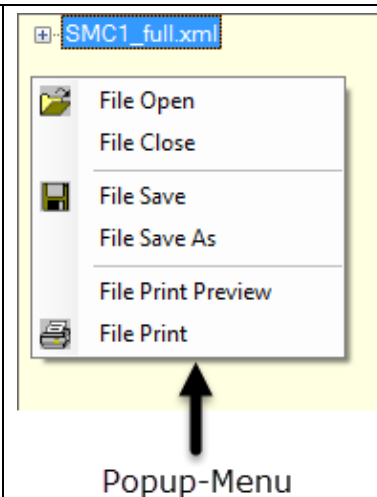 SMC1_full.xml
File Open
File Close
File Save
File Save As
File Print Preview
File Print
Popup-Menu